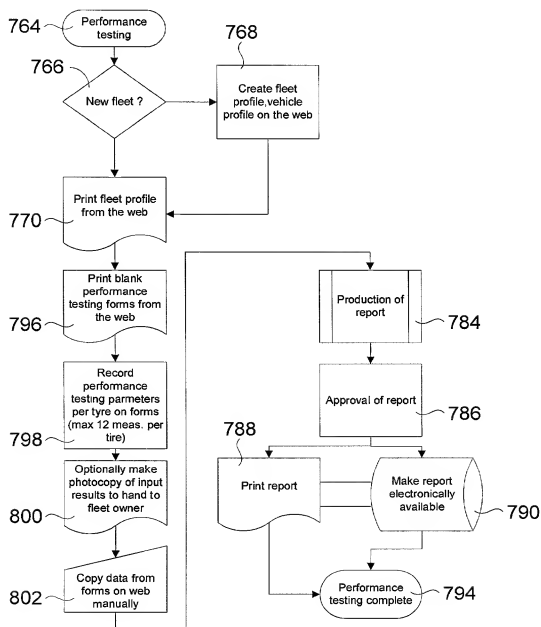 764
Performance
testing
766
New fleet ?
768
Create fleet
profile,vehicle
profile on the web
770
Print fleet profile
from the web
796
Print blank
performance
testing forms from
the web
798
Record
performance
testing parmeters
per tyre on forms
(max 12 meas. per
tire)
800
Optionally make
photocopy of input
results to hand to
fleet owner
802
Copy data from
forms on web
manually
Production of
report
784
Approval of report
786
788
Print report
Make report
electronically
available
790
Performance
testing complete
794